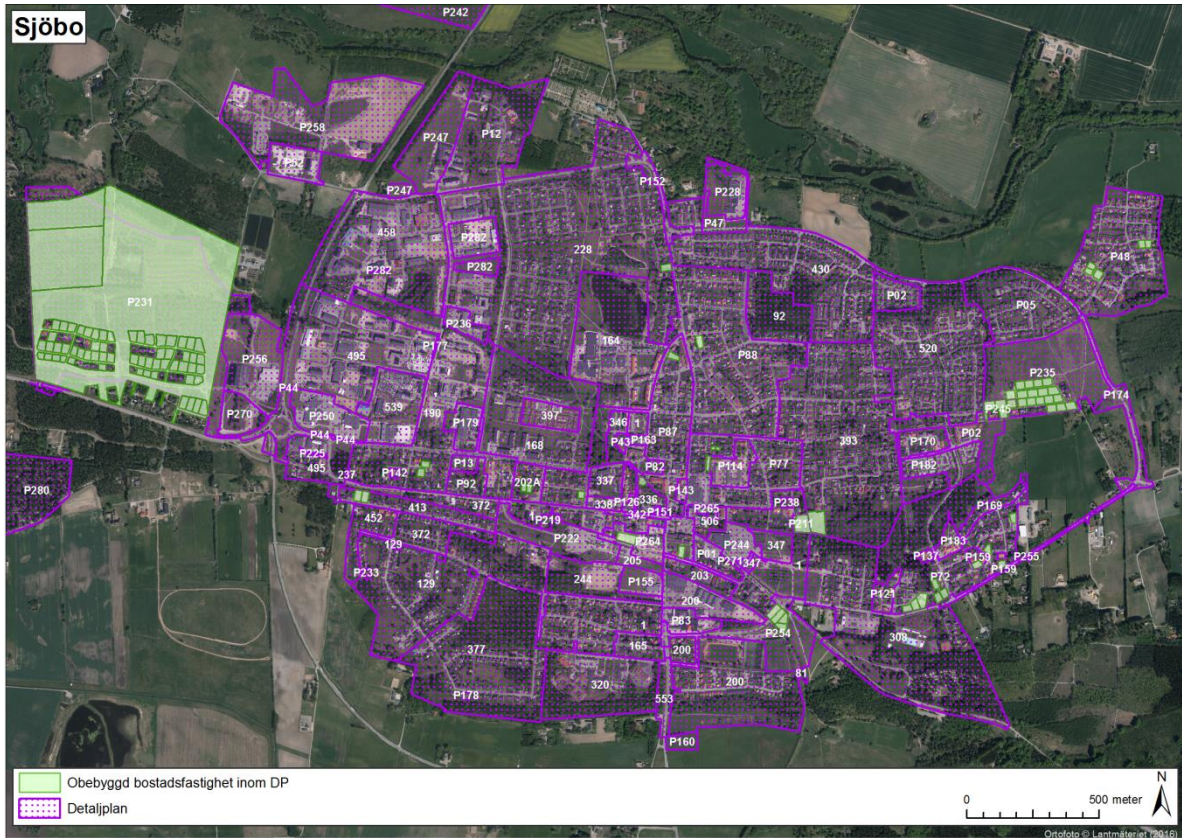 P242
Sjöbo
P258
P247
P12
P52
P152
P247
P228
P47
458
P282
228
P48
430
P282
P282
P02
P05
P231
P236
92
164
P177
P256
495
P88
520
P235
P44
539
P174
P270
P250
190
P179
397
346
1
P245
P44
P44
P43
P163
P87
393
P170
P02
P225
168
P182
495
237
P142
P13
P82
P114
P77
P92
202A
337
P280
P126
336
P143
P238
338
P169
413
372
342
P151
P265
452
1
P219
506
P211
372
P222
P264
P244
347
P183
129
205
P01
P271
347
P137
P159
P255
1
P159
129
P233
244
P155
203
P72
P121
200
P83
1
P254
308
377
165
200
81
320
200
P178
553
P160
Obebyggd bostadsfastighet inom DP
Detaljplan
N
0 500 meter
Ortofoto © Lantmäteriet (2016)